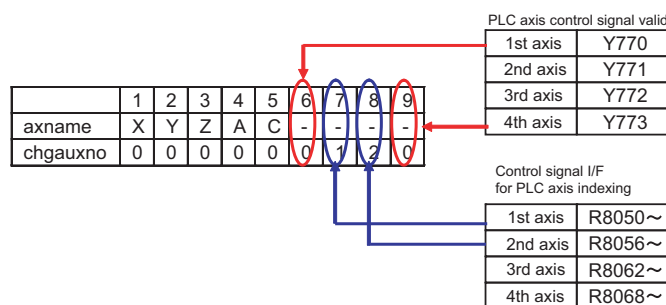 PLC axis control signal valid
1st axis Y770
2nd axis Y771
3rd axis Y772
4th axis Y773
1 2 3 4 5 6 7 8 9
axname X Y Z A C - - - -
chgauxno 0 0 0 0 0 0 1 2 0
Control signal I/F
for PLC axis indexing
1st axis R8050～
2nd axis R8056～
3rd axis R8062～
4th axis R8068～